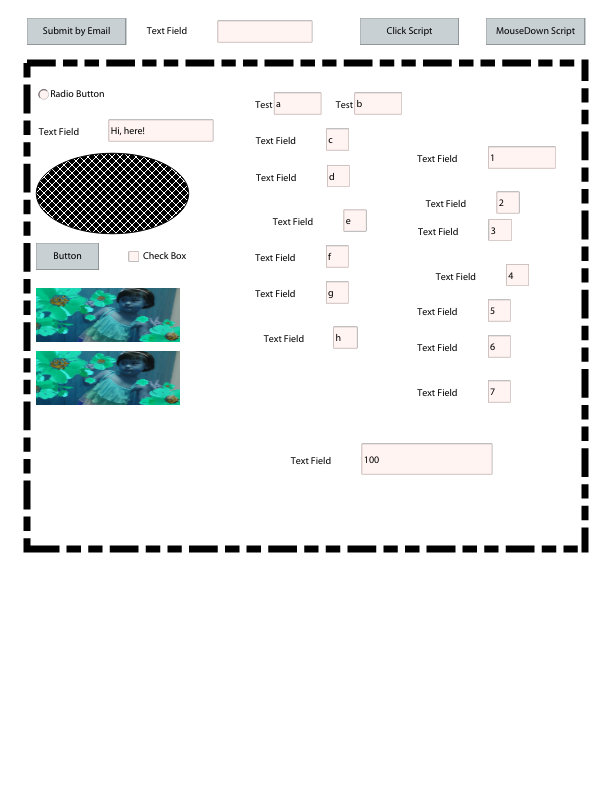 Submit by Email Text Field Click Script MouseDown Script
Radio Button
Test a Test b
Text Field Hi, here!
Text Field c
Text Field 1
Text Field d
Text Field 2
Text Field e
Text Field 3
Button Check Box
Text Field f
Text Field 4
Text Field g
Text Field 5
Text Field h
Text Field 6
Text Field 7
Text Field 100